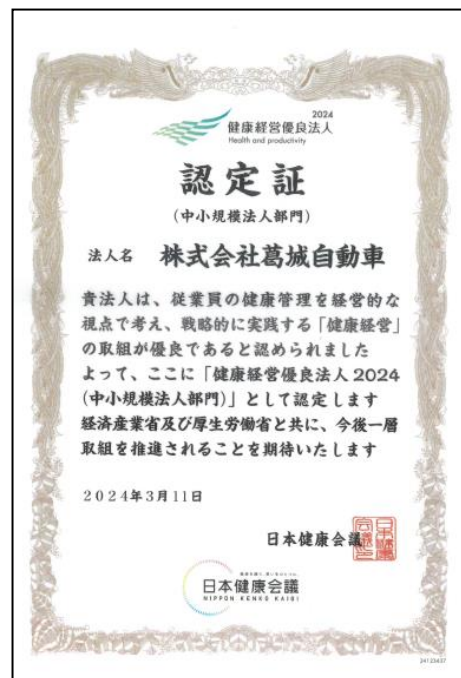 2024
健康経営優良法人
Health and productivity
認定証
(中小規模法人部門)
法人名 株式会社葛城自動車
貴法人は、従業員の健康管理を経営的な
視点で考え、戦略的に実践する「健康経営」
の取組が優良であると認められました
よって、ここに「健康経営優良法人2024
(中小規模法人部門)」として認定します
経済産業省及び厚生労働省と共に、今後一層
取組を推進されることを期待いたします
2024年3月11日
日本健康会議
日本健康会議
NIPPON KENKO KAIGI